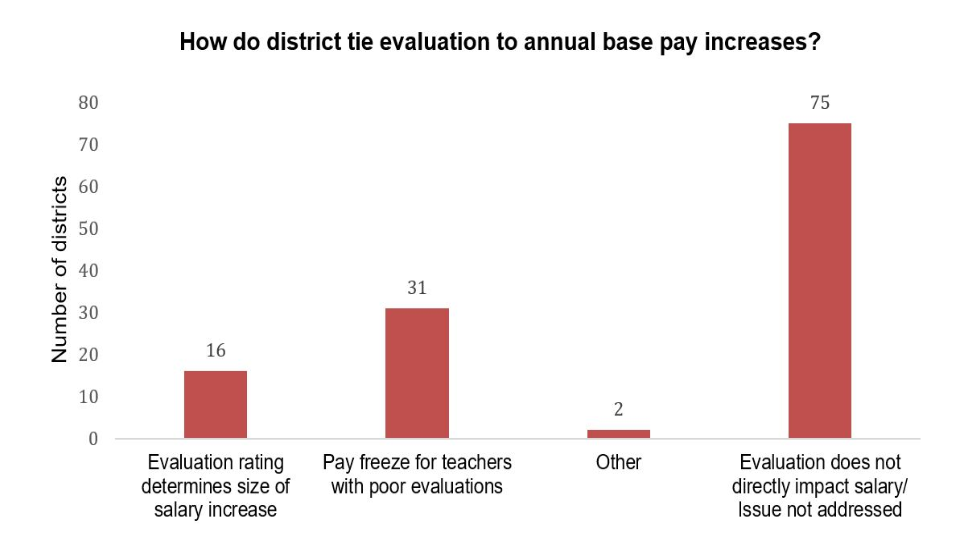 How do district tie evaluation to annual base pay increases?
Number of districts
80
70
60
50
40
30
20
10
0
16
31
2
75
Evaluation rating
determines size of
salary increase
Pay freeze for teachers
with poor evaluations
Other
Evaluation does not
directly impact salary/
Issue not addressed